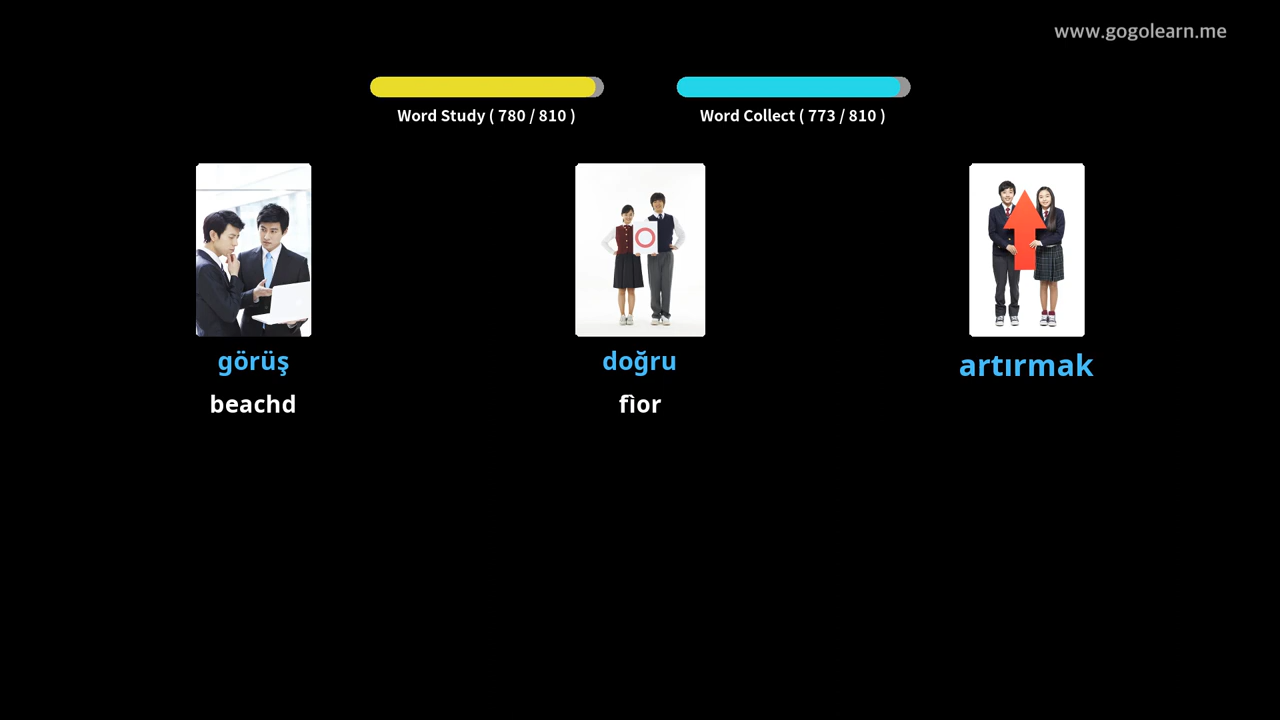 www.gogolearn.me
Word Study ( 780 / 810 )
Word Collect ( 773 / 810 )
görüş
doğru
artırmak
beachd
fìor